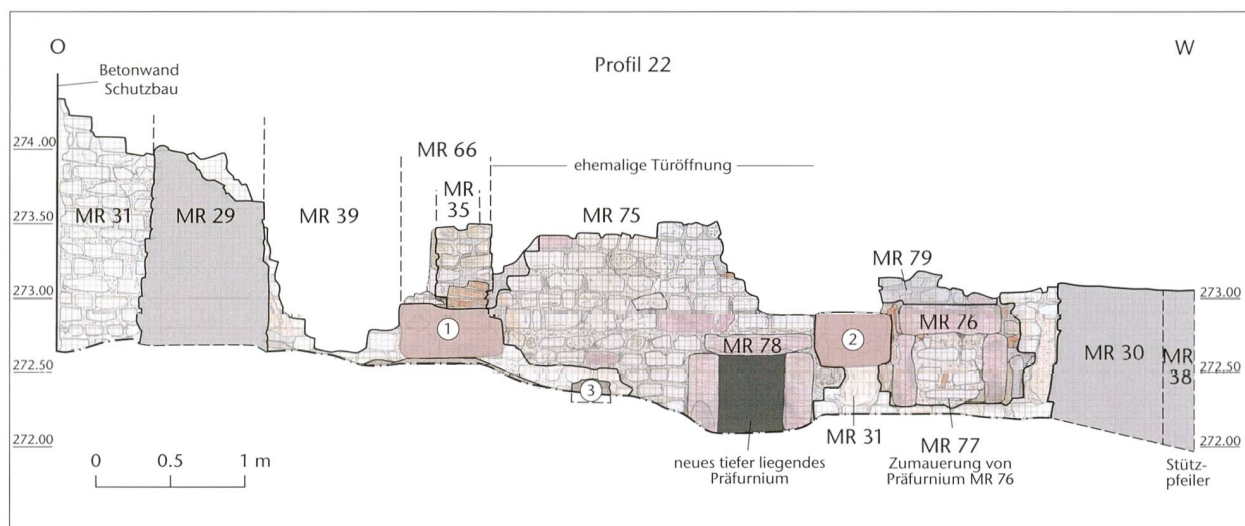 O
W
Profil 22
Betonwand
Schutzbau
274.00
MR 66
ehemalige Türöffnung
MR
35
MR 75
273.50
MR 31
MR 29
MR 39
MR 79
273.00
273.00
1
MR 76
2
MR 78
MR 30
MR
38
272.50
272.50
3
MR 31
MR 77
272.00
272.00
0
0.5
1 m
neues tiefer liegendes
Präfurnium
Zumauerung von
Präfurnium MR 76
Stütz-
pfeiler